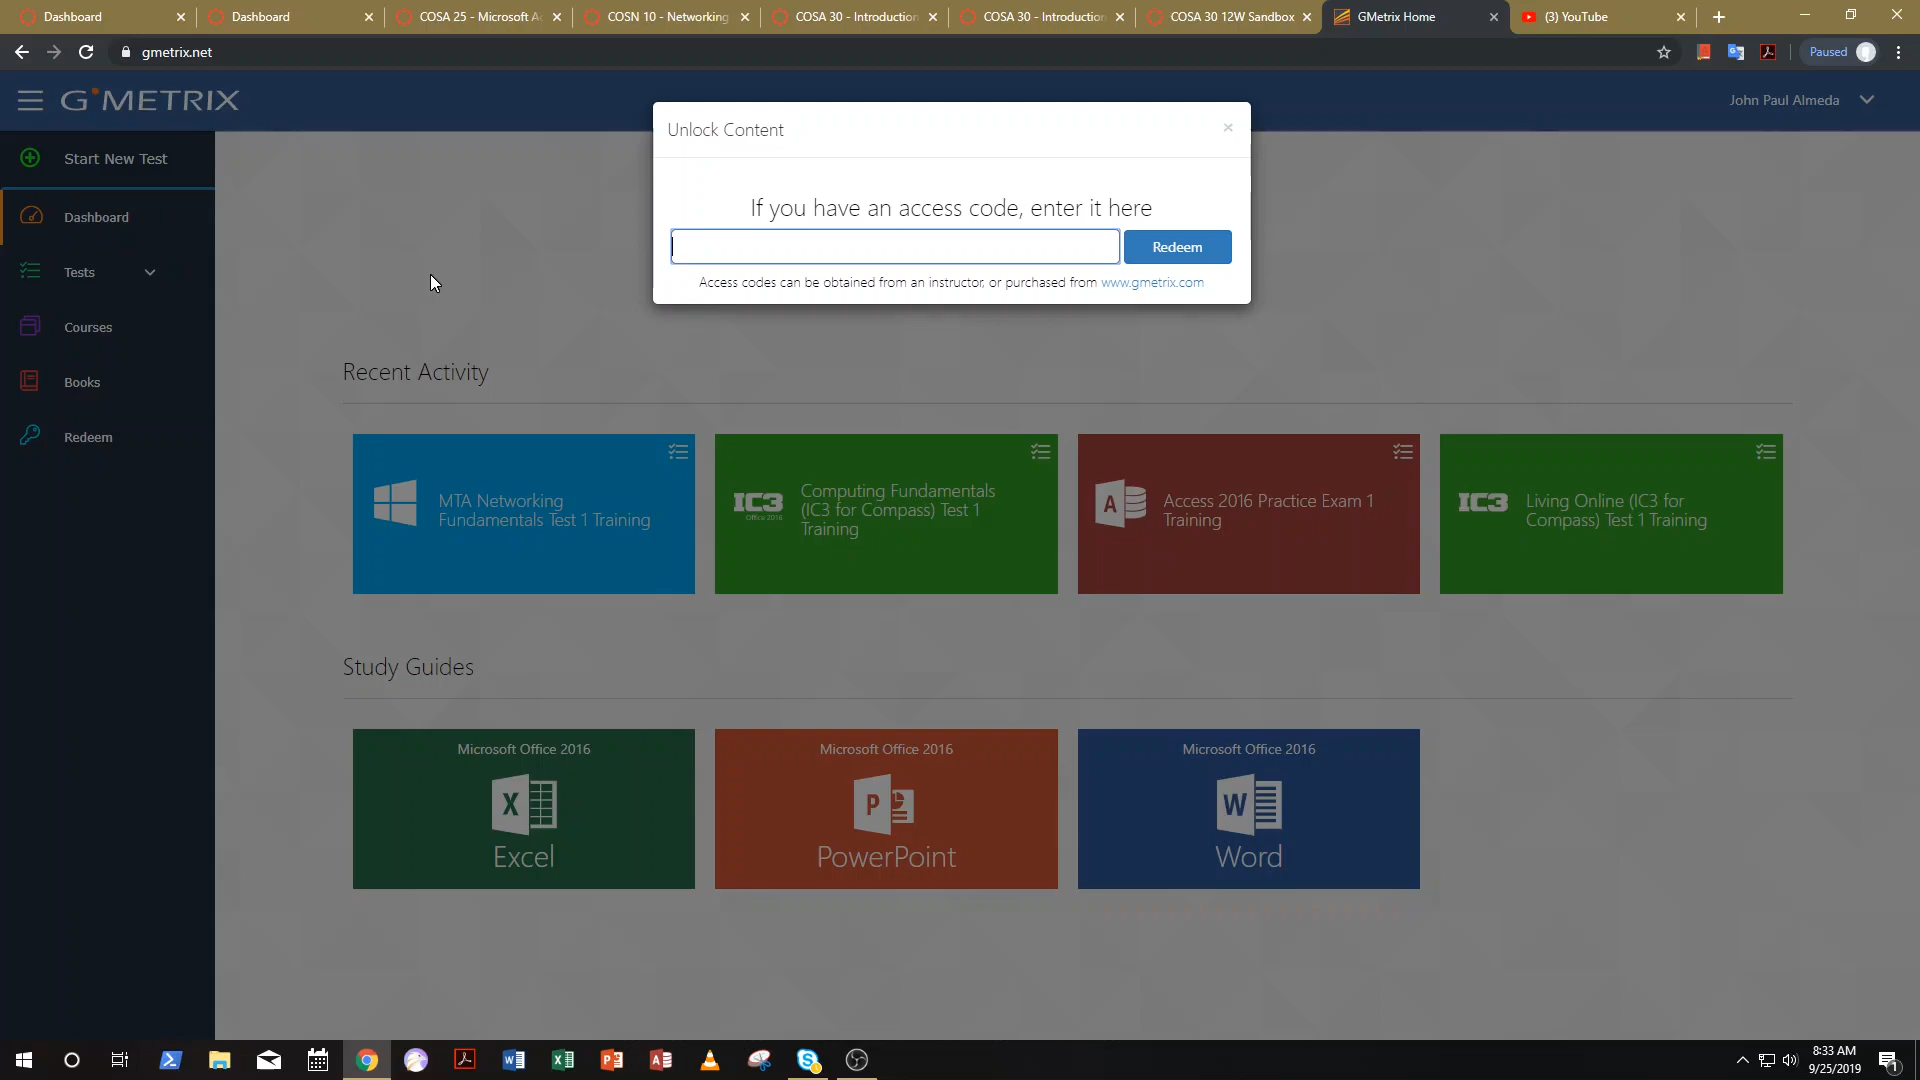 Dashboard
Dashboard
COSA 25 - Microsoft Ac
COSN 10 - Networking
COSA 30 - Introduction
COSA 30 - Introduction
COSA 30 12W Sandbox
GMetrix Home
(3) YouTube
gmetrix.net
Paused
G METRIX
John Paul Almeda
Start New Test
Dashboard
Tests
Courses
Books
Redeem
Unlock Content
If you have an access code, enter it here
Redeem
Access codes can be obtained from an instructor, or purchased from www.gmetrix.com
Recent Activity
MTA Networking
Fundamentals Test 1 Training
IC3
Office 2016
Computing Fundamentals
(IC3 for Compass) Test 1
Training
A
Access 2016 Practice Exam 1
Training
IC3
Living Online (IC3 for
Compass) Test 1 Training
Study Guides
Microsoft Office 2016
X
Excel
Microsoft Office 2016
P
PowerPoint
Microsoft Office 2016
W
Word
8:33 AM
9/25/2019
1